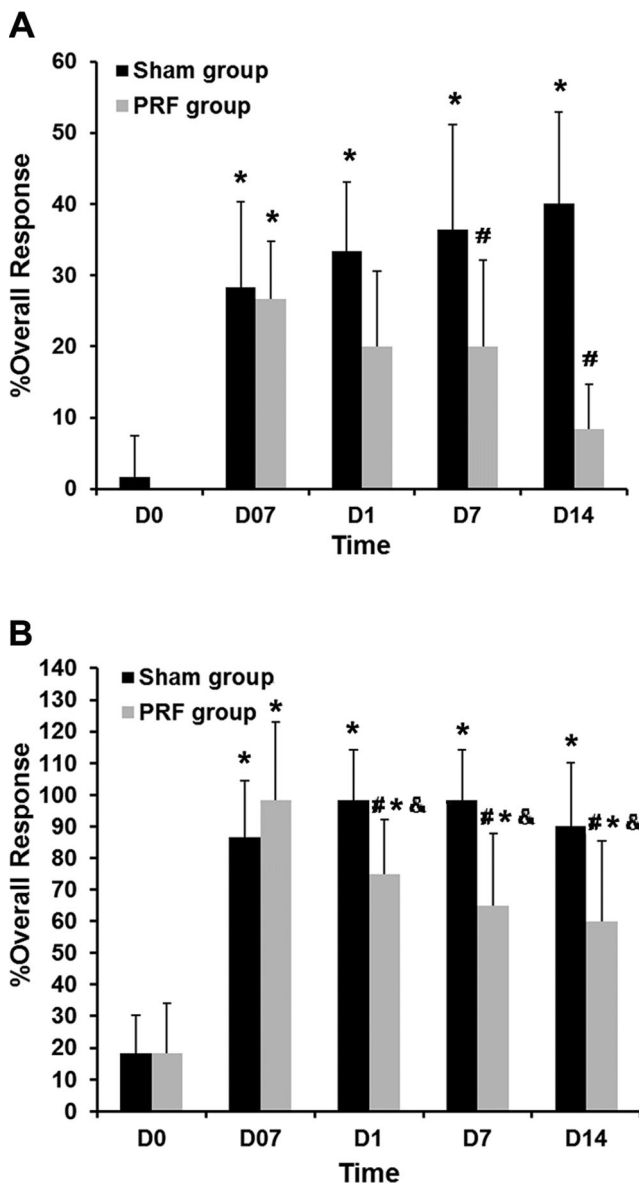 A
60
50
40
30
20
10
0
%Overall Response
Sham group
PRF group
* * * * *
#
#
D0 D07 D1 D7 D14
Time
B
140
130
120
110
100
90
80
70
60
50
40
30
20
10
0
%Overall Response
Sham group
PRF group
* * * * *
#*& #*& #*&
D0 D07 D1 D7 D14
Time